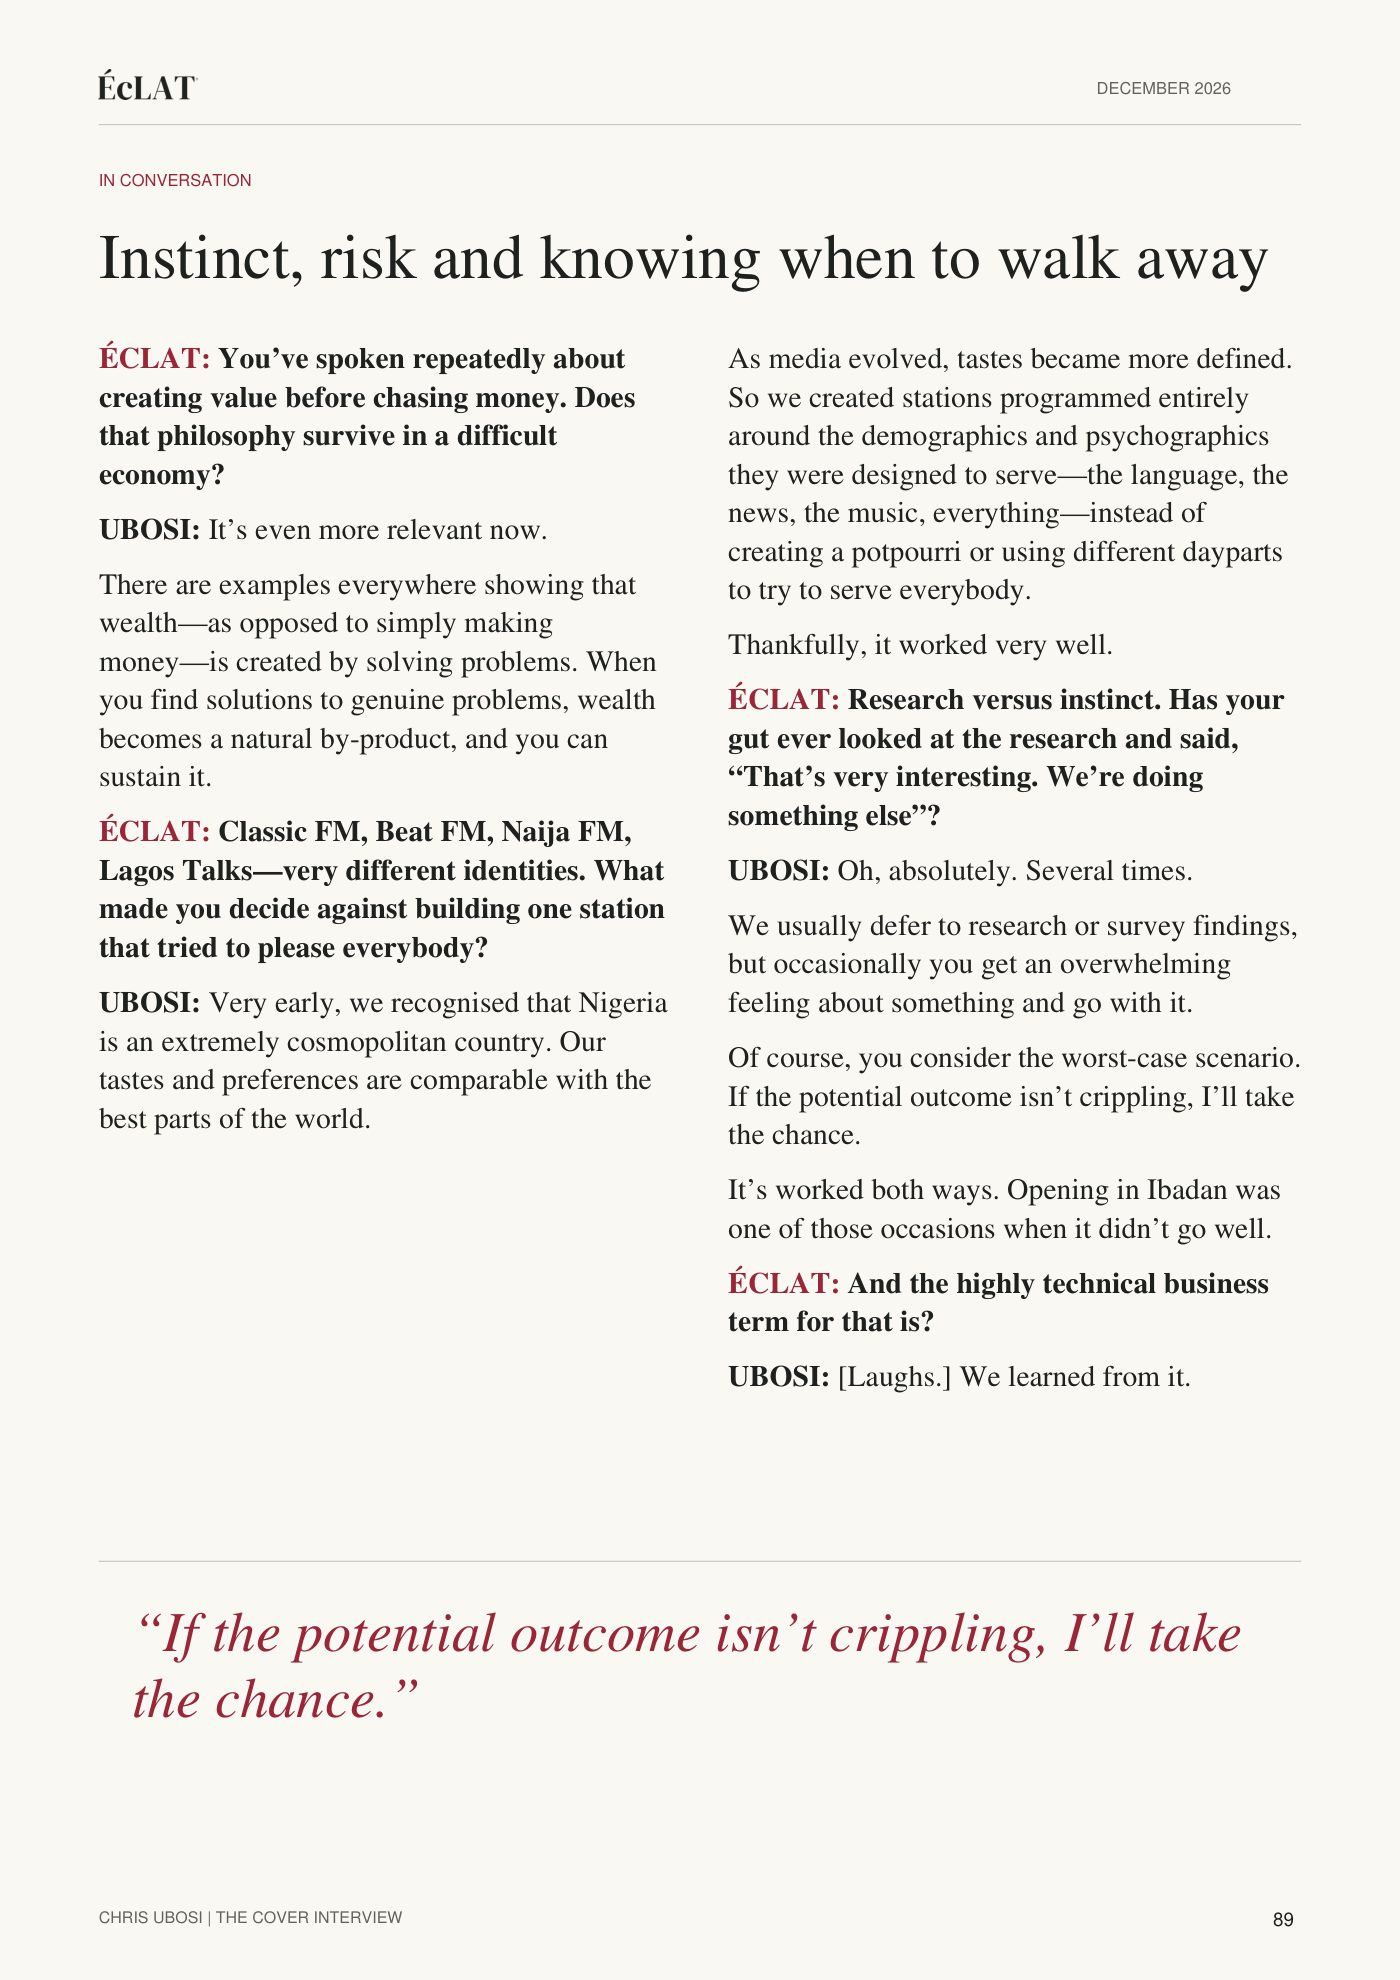 ÉcLAT
DECEMBER 2026
IN CONVERSATION
Instinct, risk and knowing when to walk away
ÉCLAT: You’ve spoken repeatedly about
creating value before chasing money. Does
that philosophy survive in a difficult
economy?
UBOSI: It’s even more relevant now.
There are examples everywhere showing that
wealth—as opposed to simply making
money—is created by solving problems. When
you find solutions to genuine problems, wealth
becomes a natural by-product, and you can
sustain it.
ÉCLAT: Classic FM, Beat FM, Naija FM,
Lagos Talks—very different identities. What
made you decide against building one station
that tried to please everybody?
UBOSI: Very early, we recognised that Nigeria
is an extremely cosmopolitan country. Our
tastes and preferences are comparable with the
best parts of the world.
As media evolved, tastes became more defined.
So we created stations programmed entirely
around the demographics and psychographics
they were designed to serve—the language, the
news, the music, everything—instead of
creating a potpourri or using different dayparts
to try to serve everybody.
Thankfully, it worked very well.
ÉCLAT: Research versus instinct. Has your
gut ever looked at the research and said,
“That’s very interesting. We’re doing
something else”?
UBOSI: Oh, absolutely. Several times.
We usually defer to research or survey findings,
but occasionally you get an overwhelming
feeling about something and go with it.
Of course, you consider the worst-case scenario.
If the potential outcome isn’t crippling, I’ll take
the chance.
It’s worked both ways. Opening in Ibadan was
one of those occasions when it didn’t go well.
ÉCLAT: And the highly technical business
term for that is?
UBOSI: [Laughs.] We learned from it.
“If the potential outcome isn’t crippling, I’ll take
the chance.”
CHRIS UBOSI | THE COVER INTERVIEW
89